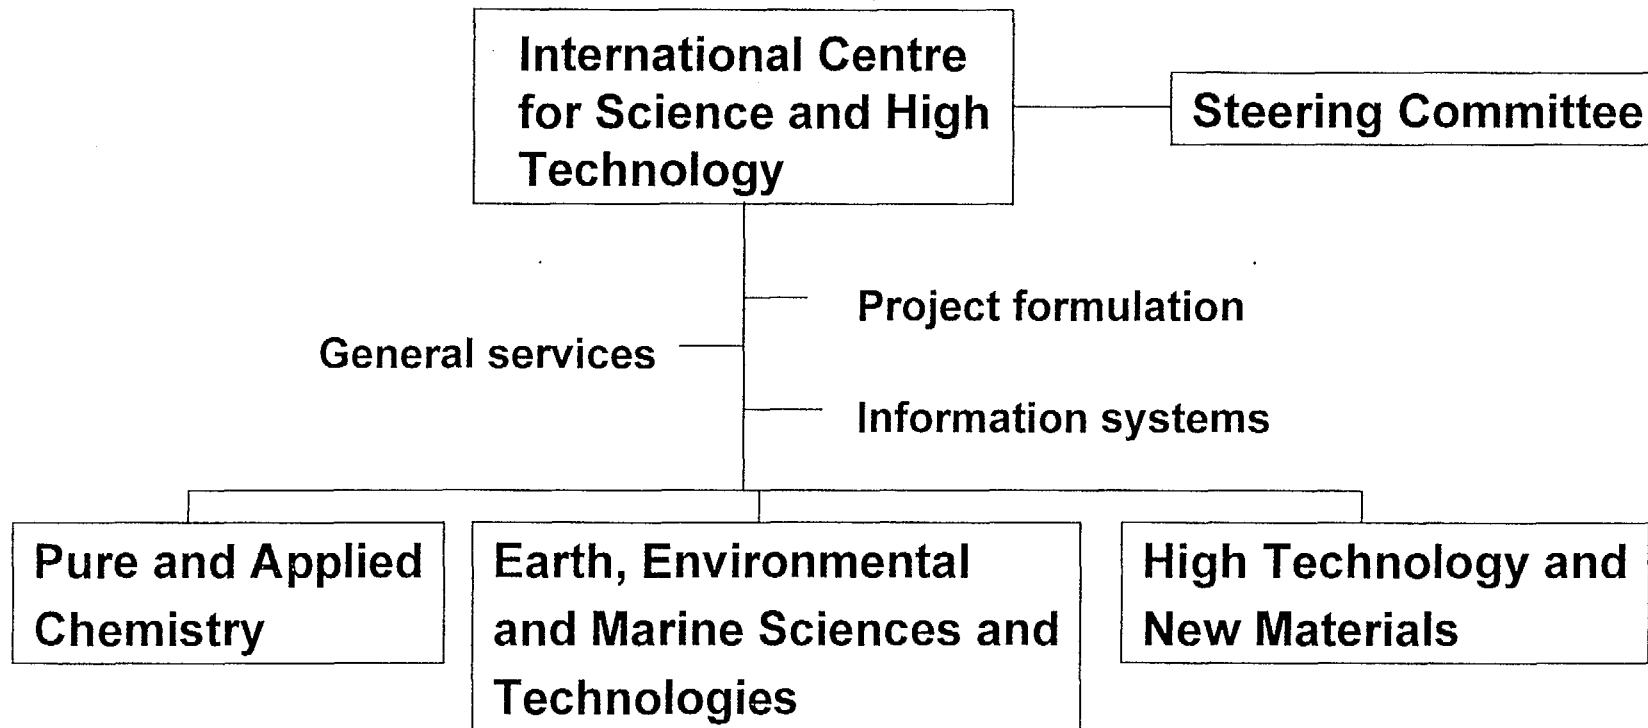 International Centre
for Science and High
Technology
Steering Committee
Project formulation
General services
Information systems
Pure and Applied
Chemistry
Earth, Environmental
and Marine Sciences and
Technologies
High Technology and
New Materials